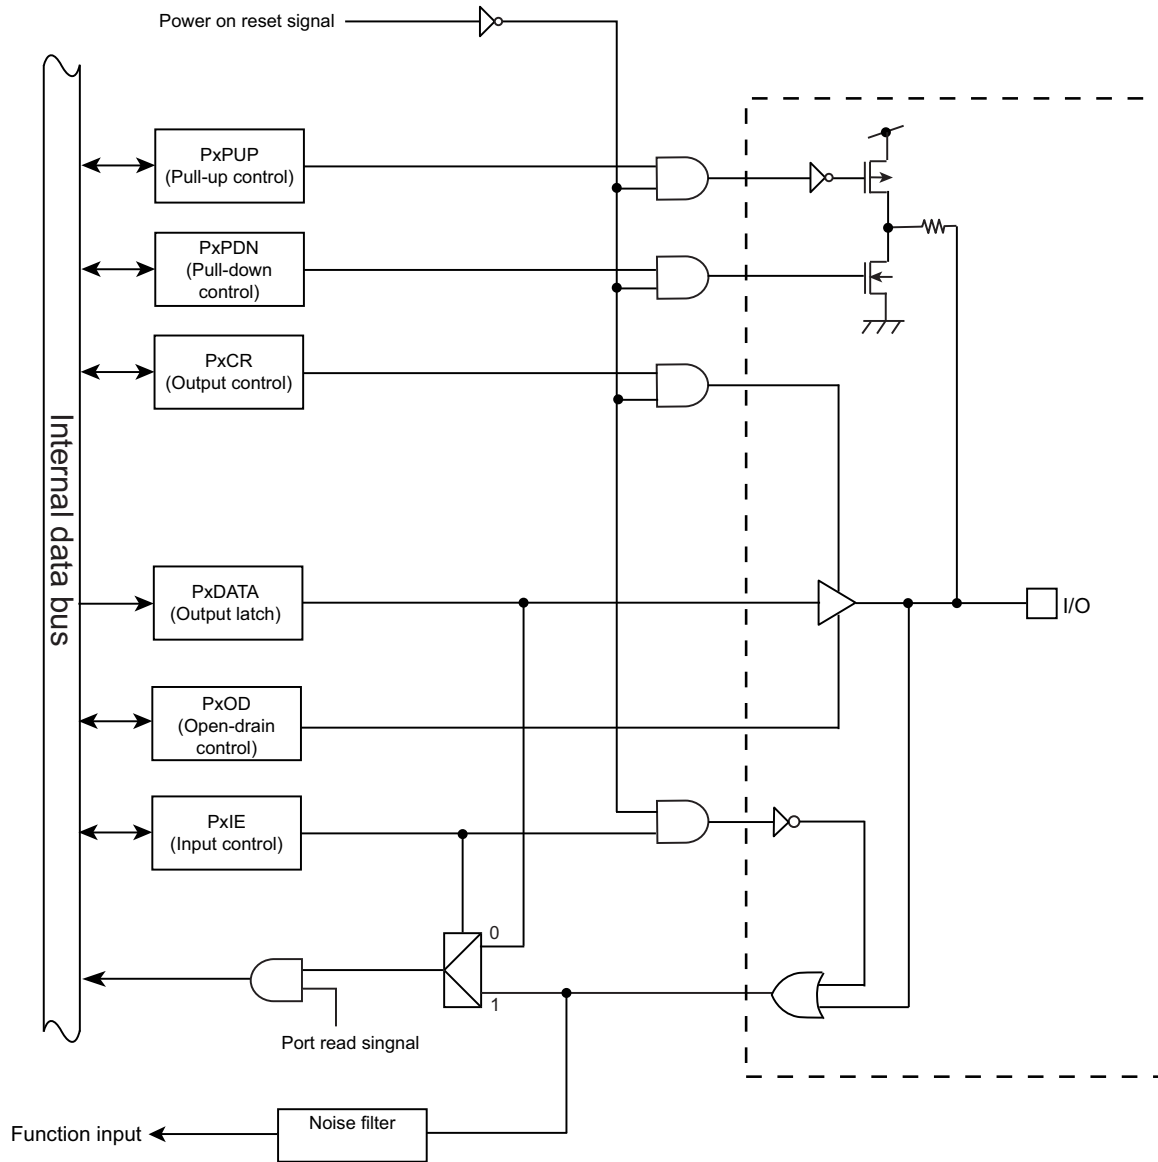 Power on reset signal
PxPUP
(Pull-up control)
PxPDN
(Pull-down
control)
PxCR
(Output control)
Internal data bus
PxDATA
(Output latch)
I/O
PxOD
(Open-drain
control)
PxIE
(Input control)
0
1
Port read singnal
Noise filter
Function input